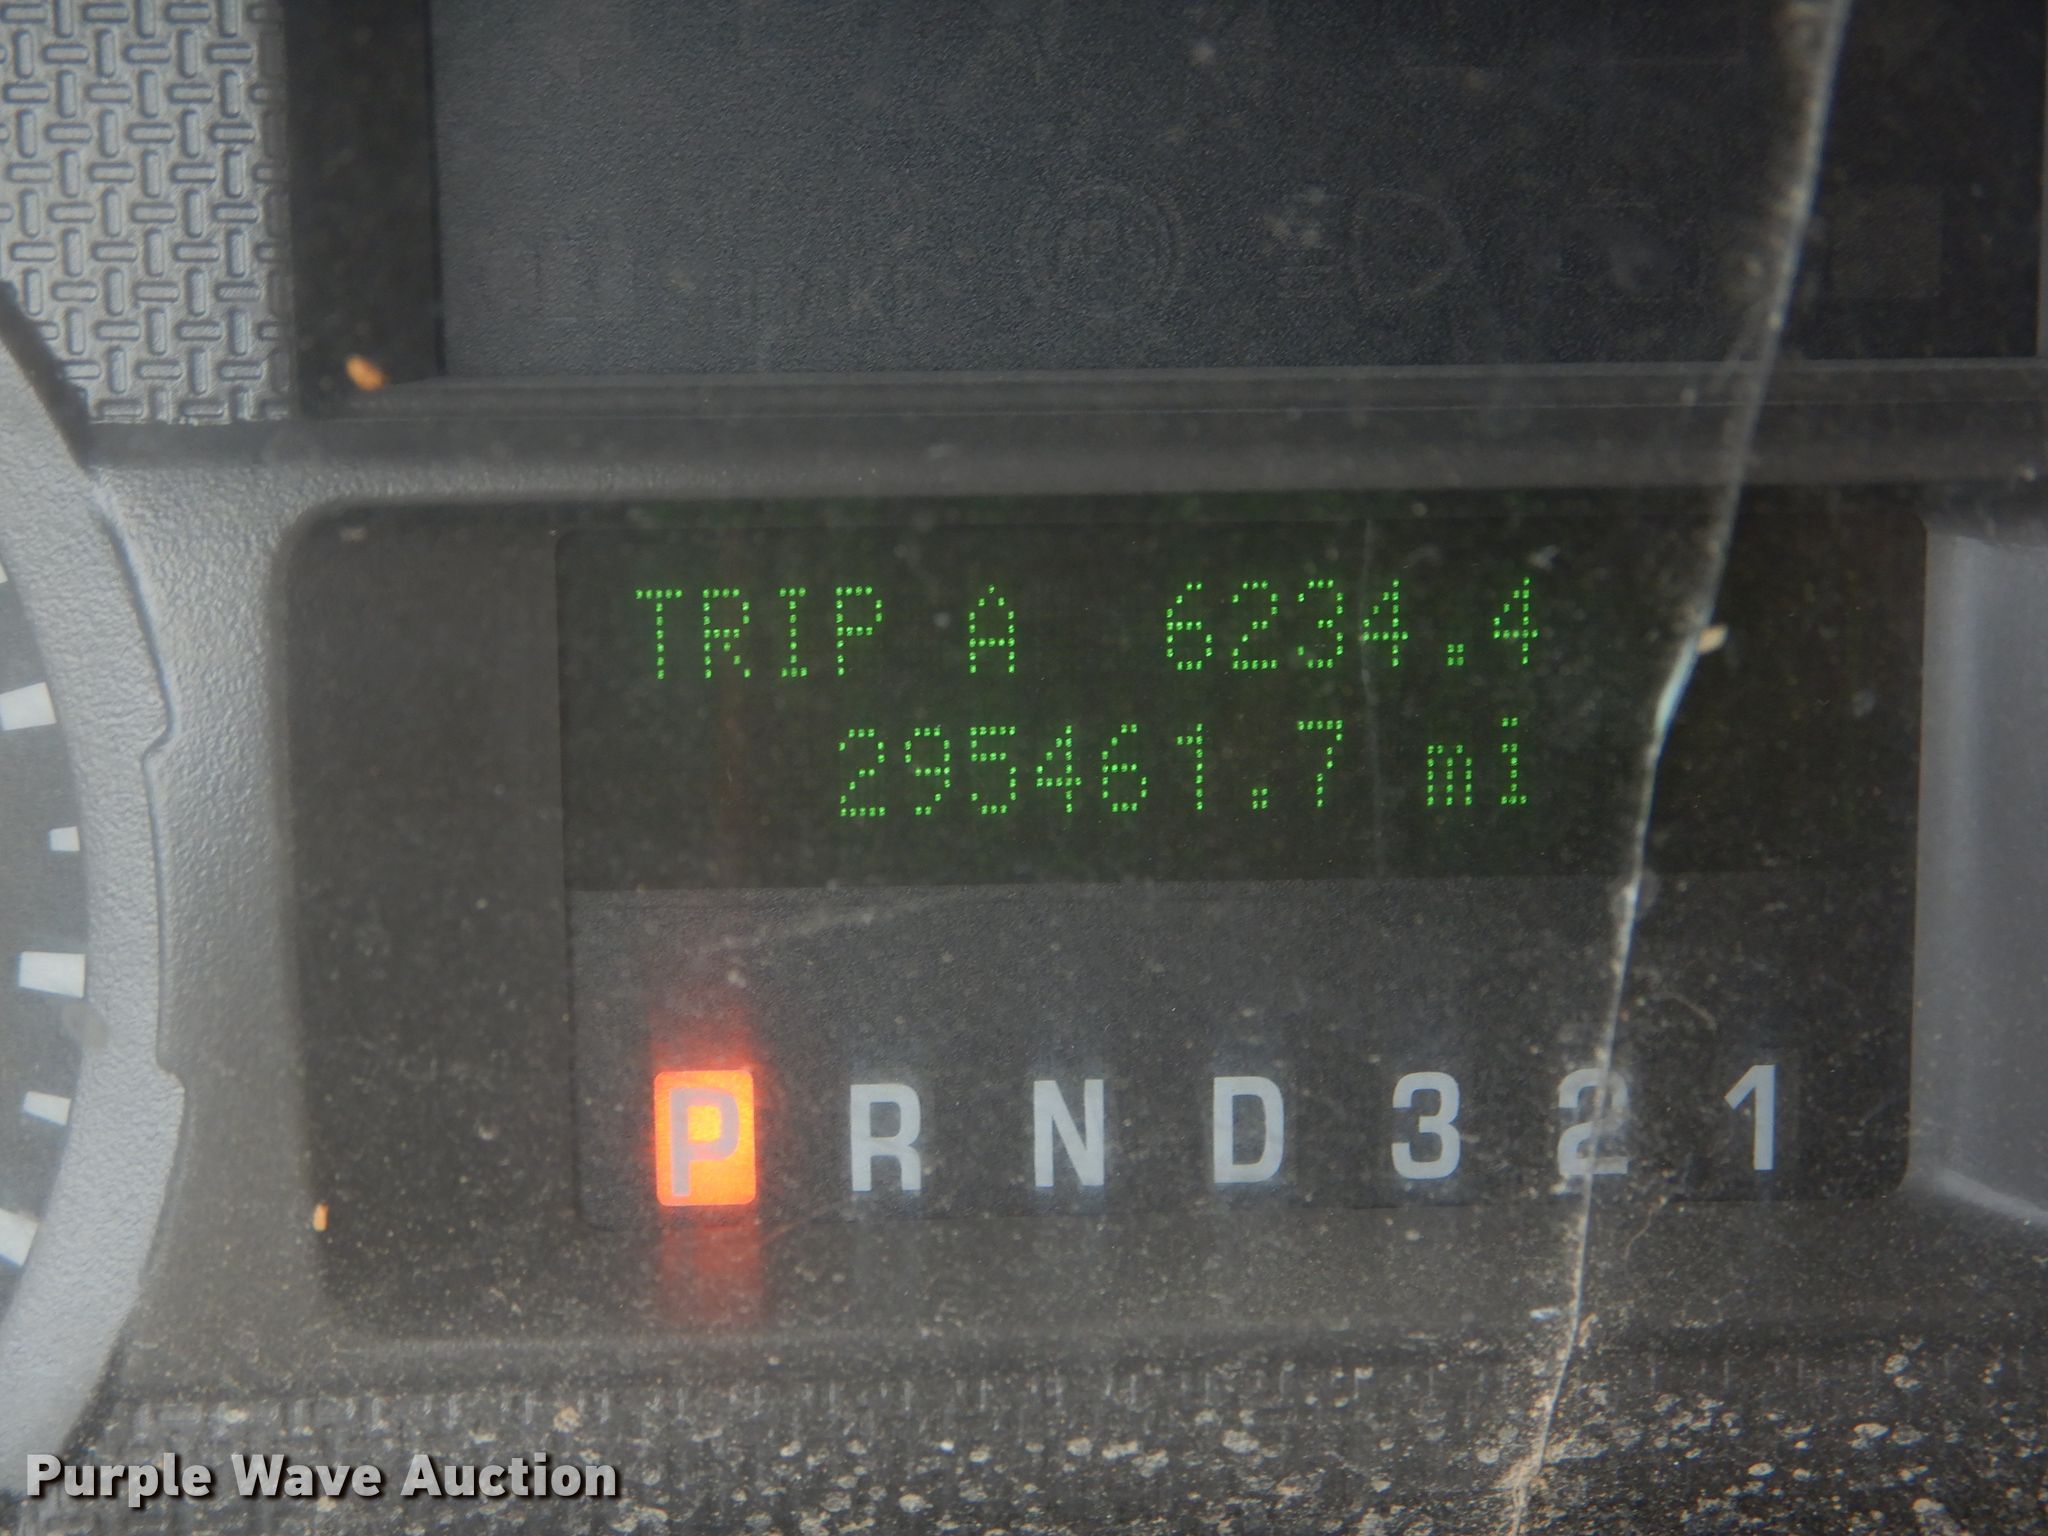 TRIP A 6234.4
295461.7 mi
P R N D 3 2 1
Purple Wave Auction